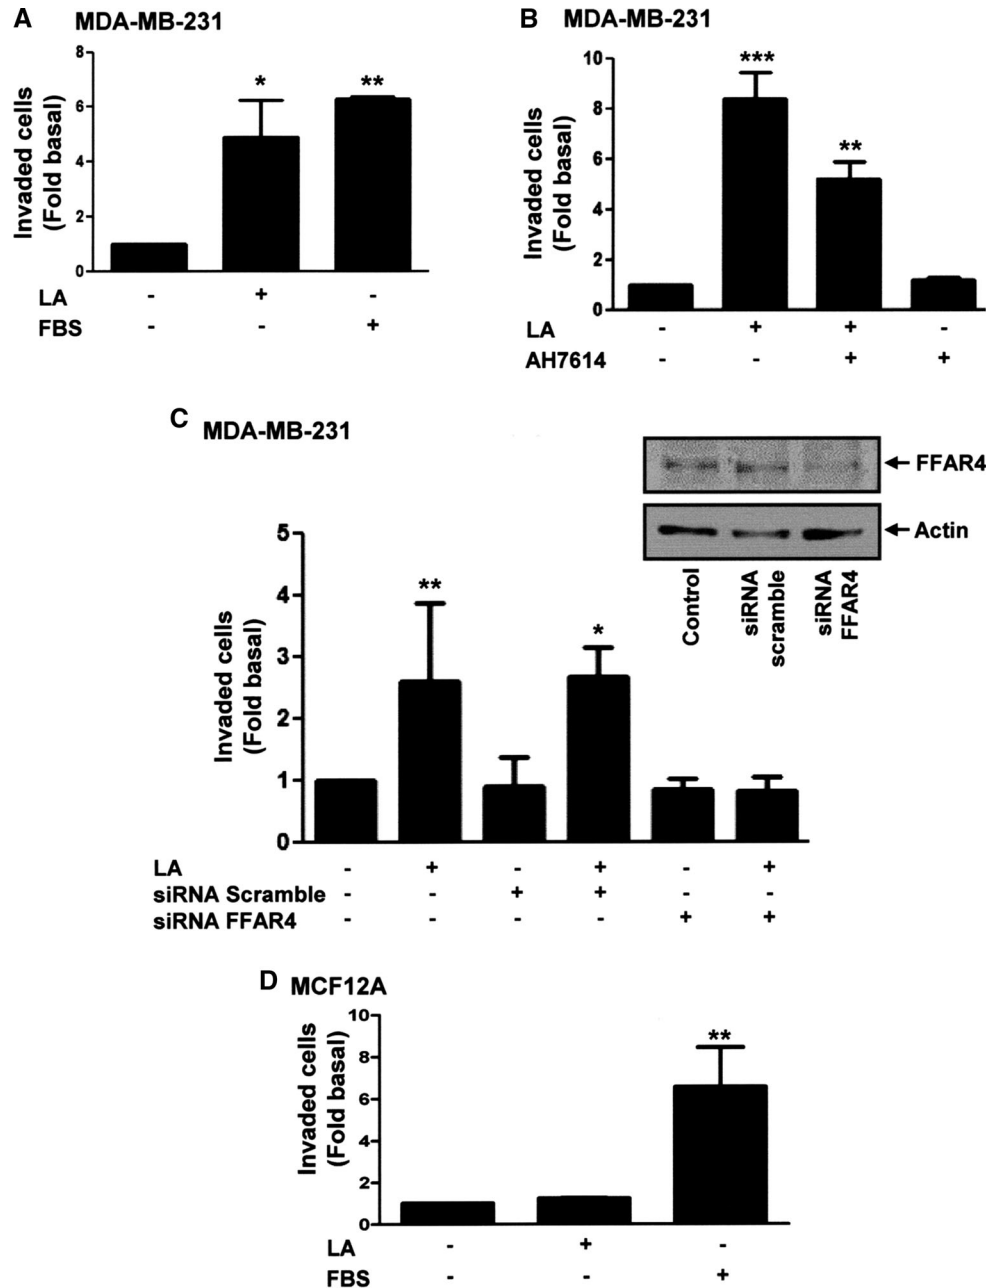 A MDA-MB-231
Invaded cells
(Fold basal)
8
6
4
2
0
* **
LA - + -
FBS - - +
B MDA-MB-231
Invaded cells
(Fold basal)
10
8
6
4
2
0
*** **
LA - + + -
AH7614 - - + +
C MDA-MB-231
FFAR4
Actin
Control
siRNA
scramble
siRNA
FFAR4
Invaded cells
(Fold basal)
5
4
3
2
1
0
** *
LA - + - + - +
siRNA Scramble - - + + - -
siRNA FFAR4 - - - - + +
D MCF12A
Invaded cells
(Fold basal)
10
8
6
4
2
0
**
LA - + -
FBS - - +